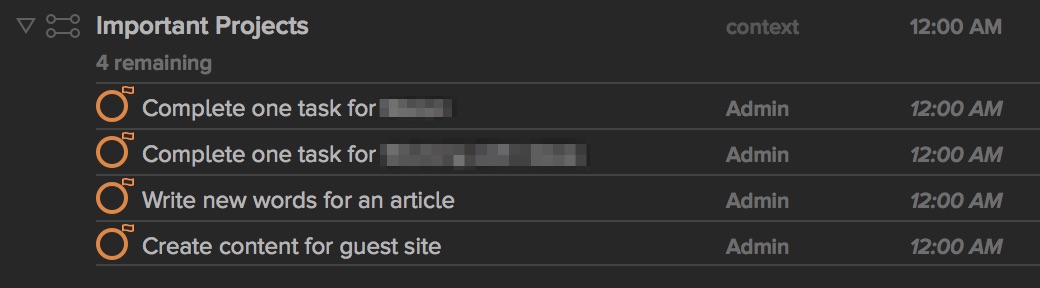 Important Projects context 12:00 AM
4 remaining
Complete one task for Admin 12:00 AM
Complete one task for Admin 12:00 AM
Write new words for an article Admin 12:00 AM
Create content for guest site Admin 12:00 AM